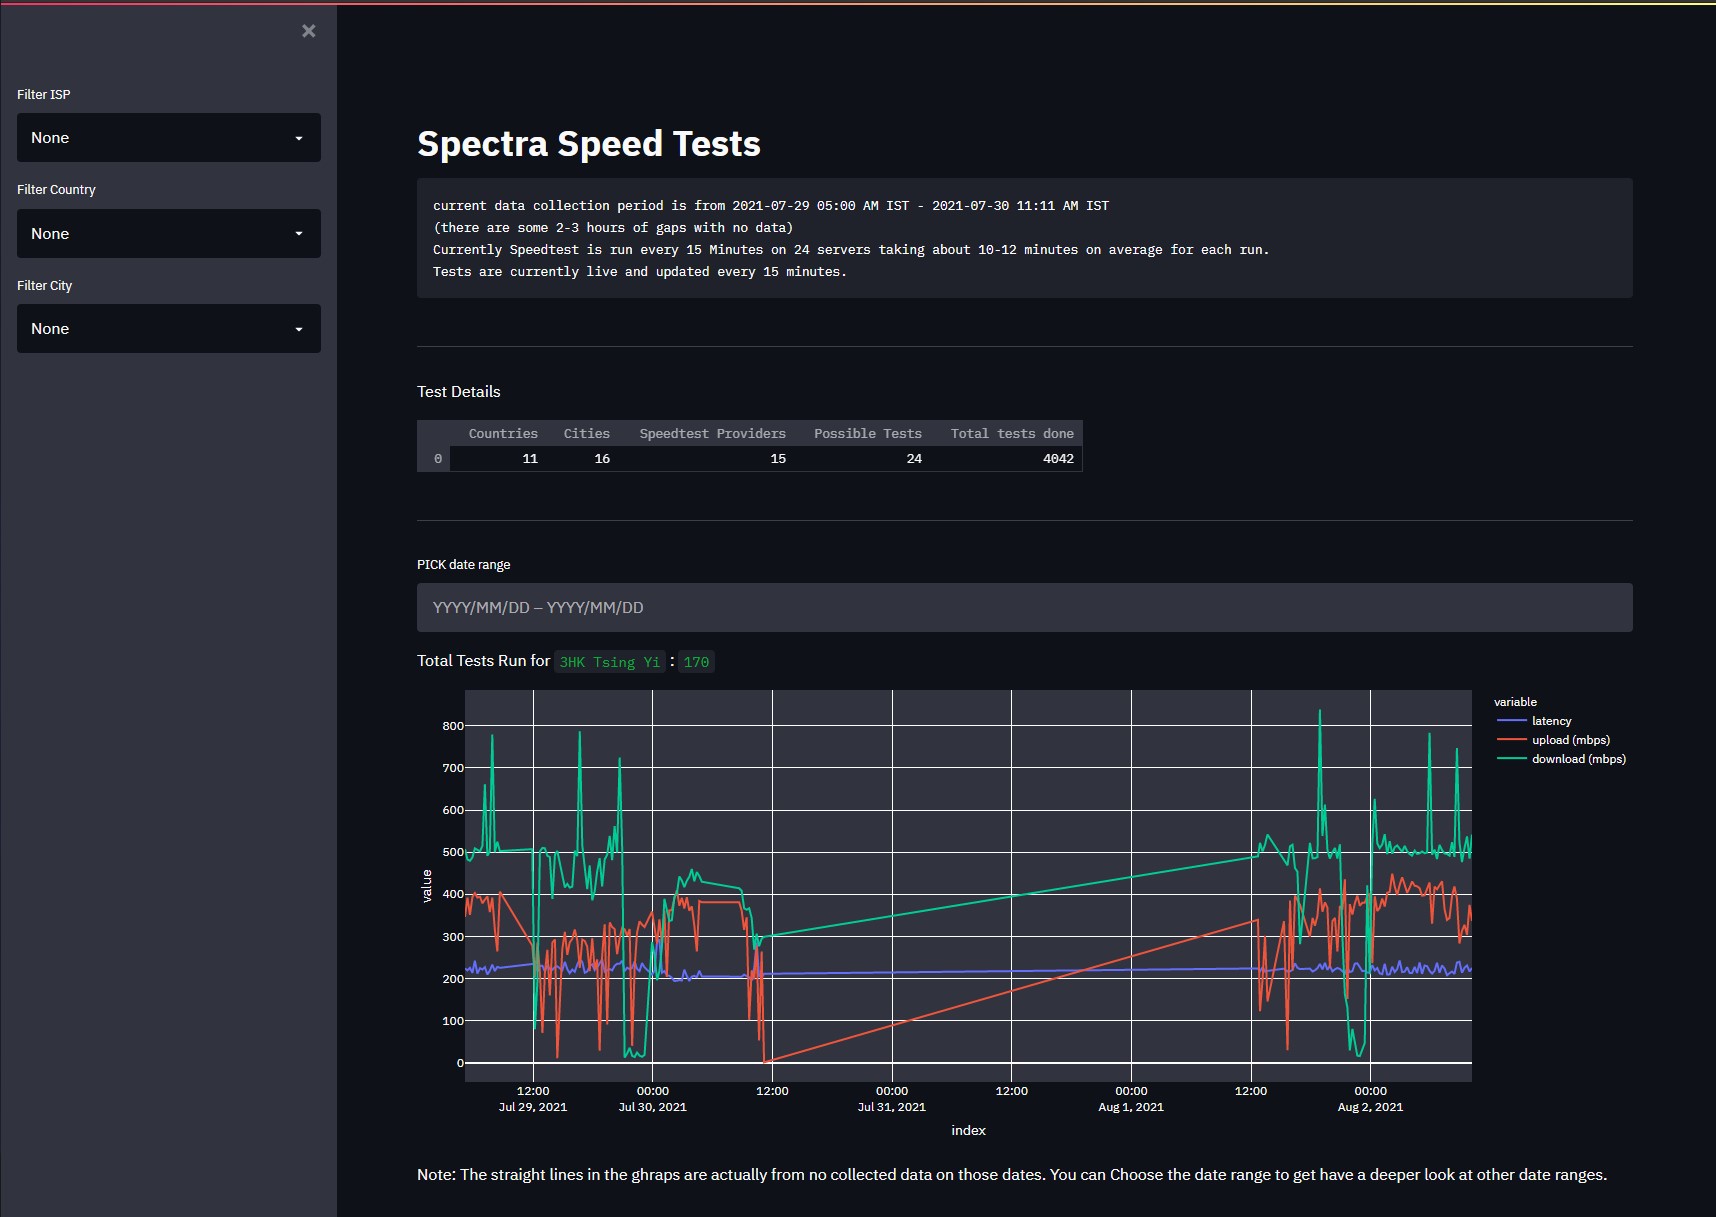 Filter ISP
None
Filter Country
None
Filter City
None
Spectra Speed Tests
current data collection period is from 2021-07-29 05:00 AM IST - 2021-07-30 11:11 AM IST
(there are some 2-3 hours of gaps with no data)
Currently Speedtest is run every 15 Minutes on 24 servers taking about 10-12 minutes on average for each run.
Tests are currently live and updated every 15 minutes.
Test Details
Countries Cities Speedtest Providers Possible Tests Total tests done
0 11 16 15 24 4042
PICK date range
YYYY/MM/DD – YYYY/MM/DD
Total Tests Run for 3HK Tsing Yi : 170
variable
latency
upload (mbps)
download (mbps)
800
700
600
500
400
300
200
100
0
value
12:00 00:00 12:00 00:00 12:00 00:00 12:00 00:00
Jul 29, 2021 Jul 30, 2021 Jul 31, 2021 Aug 1, 2021 Aug 2, 2021
index
Note: The straight lines in the ghraps are actually from no collected data on those dates. You can Choose the date range to get have a deeper look at other date ranges.